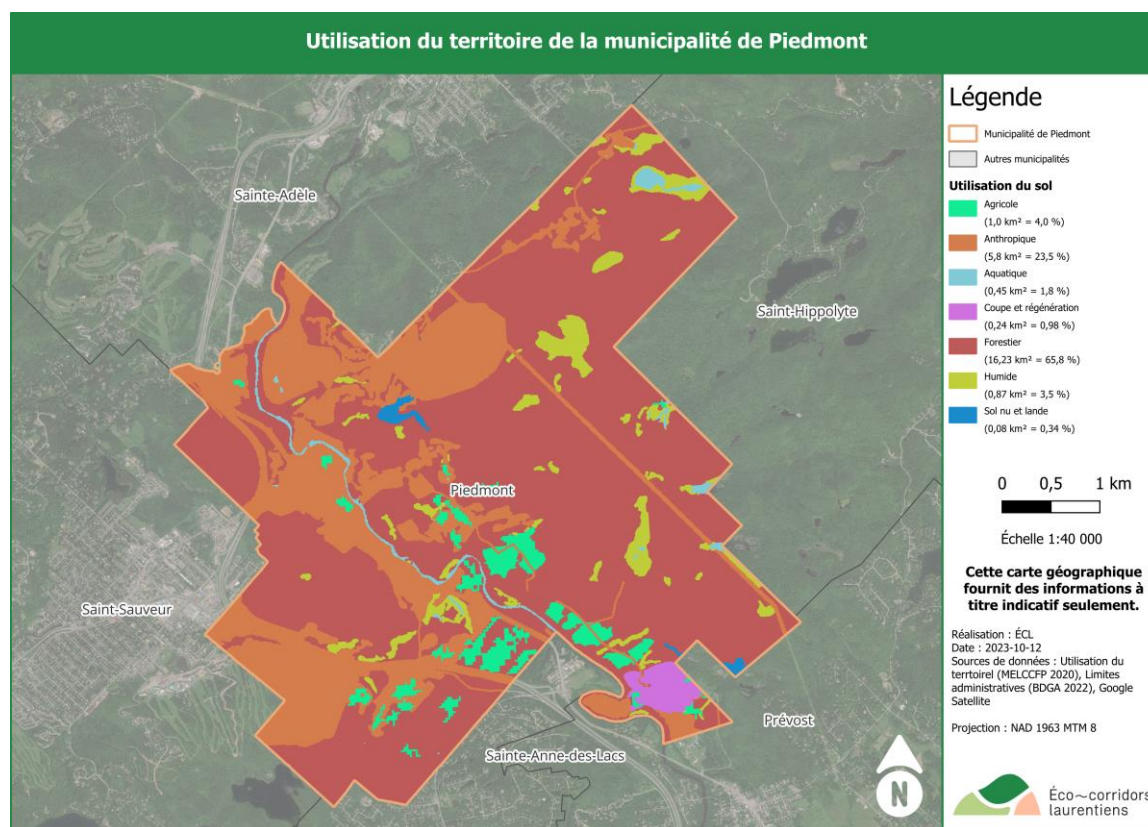 Utilisation du territoire de la municipalité de Piedmont
Sainte-Adèle
Saint-Hippolyte
Piedmont
Saint-Sauveur
Prévost
Sainte-Anne-des-Lacs
N
Légende
Municipalité de Piedmont
Autres municipalités
Utilisation du sol
Agricole
(1,0 km² = 4,0 %)
Anthropique
(5,8 km² = 23,5 %)
Aquatique
(0,45 km² = 1,8 %)
Coupe et régénération
(0,24 km² = 0,98 %)
Forestier
(16,23 km² = 65,8 %)
Humide
(0,87 km² = 3,5 %)
Sol nu et lande
(0,08 km² = 0,34 %)
0 0,5 1 km
Échelle 1:40 000
Cette carte géographique
fournit des informations à
titre indicatif seulement.
Réalisation : ÉCL
Date : 2023-10-12
Sources de données : Utilisation du
territoirel (MELCCFP 2020), Limites
administratives (BDGA 2022), Google
Satellite
Projection : NAD 1963 MTM 8
Éco~corridors
laurentiens